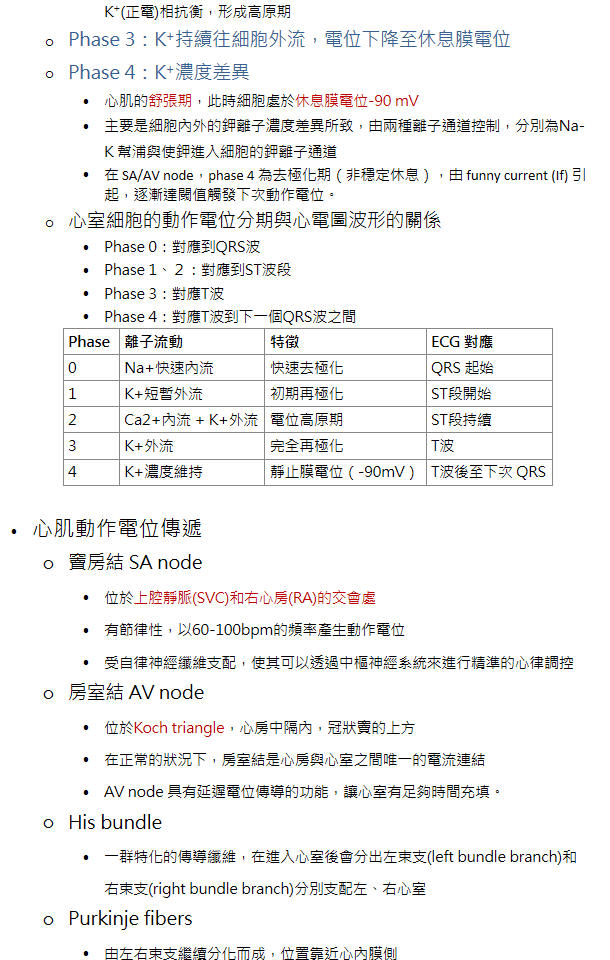 K⁺(正電)相抗衡，形成高原期
o Phase 3：K⁺持續往細胞外流，電位下降至休息膜電位
o Phase 4：K⁺濃度差異
• 心肌的舒張期，此時細胞處於休息膜電位-90 mV
• 主要是細胞內外的鉀離子濃度差異所致，由兩種離子通道控制，分別為Na-
K 幫浦與使鉀進入細胞的鉀離子通道
• 在 SA/AV node，phase 4 為去極化期（非穩定休息），由 funny current (If) 引
起，逐漸達閾值觸發下次動作電位。
o 心室細胞的動作電位分期與心電圖波形的關係
• Phase 0：對應到QRS波
• Phase 1、２：對應到ST波段
• Phase 3：對應T波
• Phase 4：對應T波到下一個QRS波之間
Phase 離子流動 特徵 ECG 對應
0 Na+快速內流 快速去極化 QRS 起始
1 K+短暫外流 初期再極化 ST段開始
2 Ca2+內流 + K+外流 電位高原期 ST段持續
3 K+外流 完全再極化 T波
4 K+濃度維持 靜止膜電位（-90mV） T波後至下次 QRS
• 心肌動作電位傳遞
o 竇房結 SA node
• 位於上腔靜脈(SVC)和右心房(RA)的交會處
• 有節律性，以60-100bpm的頻率產生動作電位
• 受自律神經纖維支配，使其可以透過中樞神經系統來進行精準的心律調控
o 房室結 AV node
• 位於Koch triangle，心房中隔內，冠狀竇的上方
• 在正常的狀況下，房室結是心房與心室之間唯一的電流連結
• AV node 具有延遲電位傳導的功能，讓心室有足夠時間充填。
o His bundle
• 一群特化的傳導纖維，在進入心室後會分出左束支(left bundle branch)和
右束支(right bundle branch)分別支配左、右心室
o Purkinje fibers
• 由左右束支繼續分化而成，位置靠近心內膜側